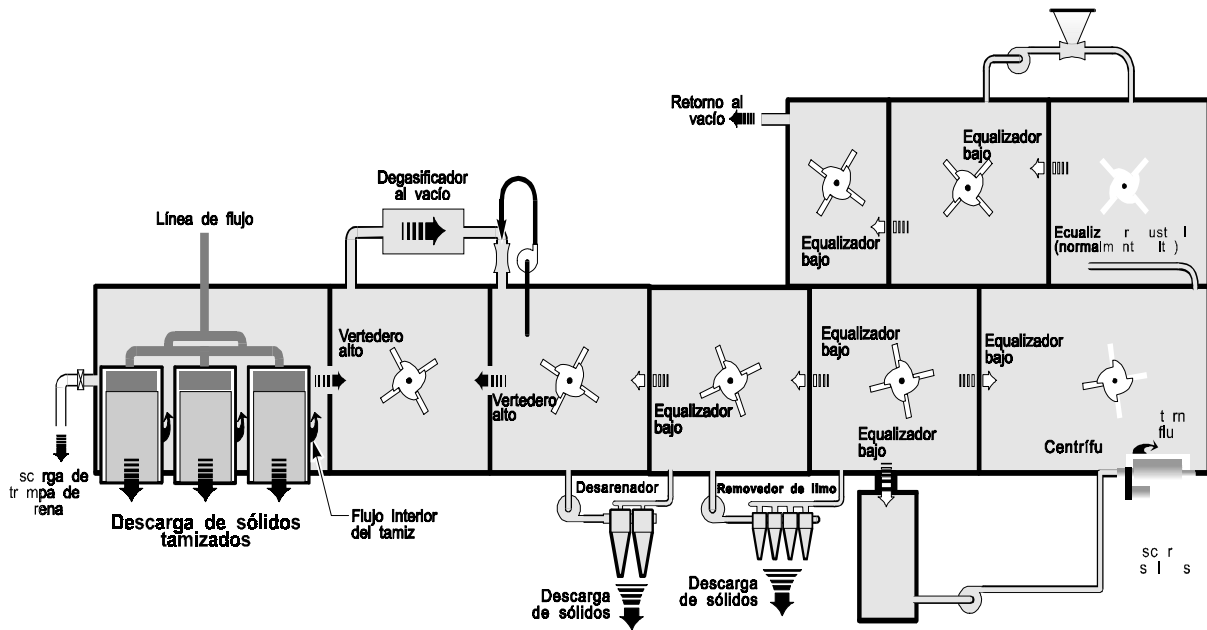 Retorno al
vacío
Equalizador
bajo
Degasificador
al vacío
Línea de flujo
Equalizador
bajo
Vertedero
alto
Equalizador
bajo
Equalizador
bajo
Vertedero
alto
Equalizador
bajo
Equalizador
bajo
Desarenador
Removedor de limo
Descarga de sólidos
tamizados
Flujo Interior
del tamiz
Descarga
de sólidos
Descarga
de sólidos